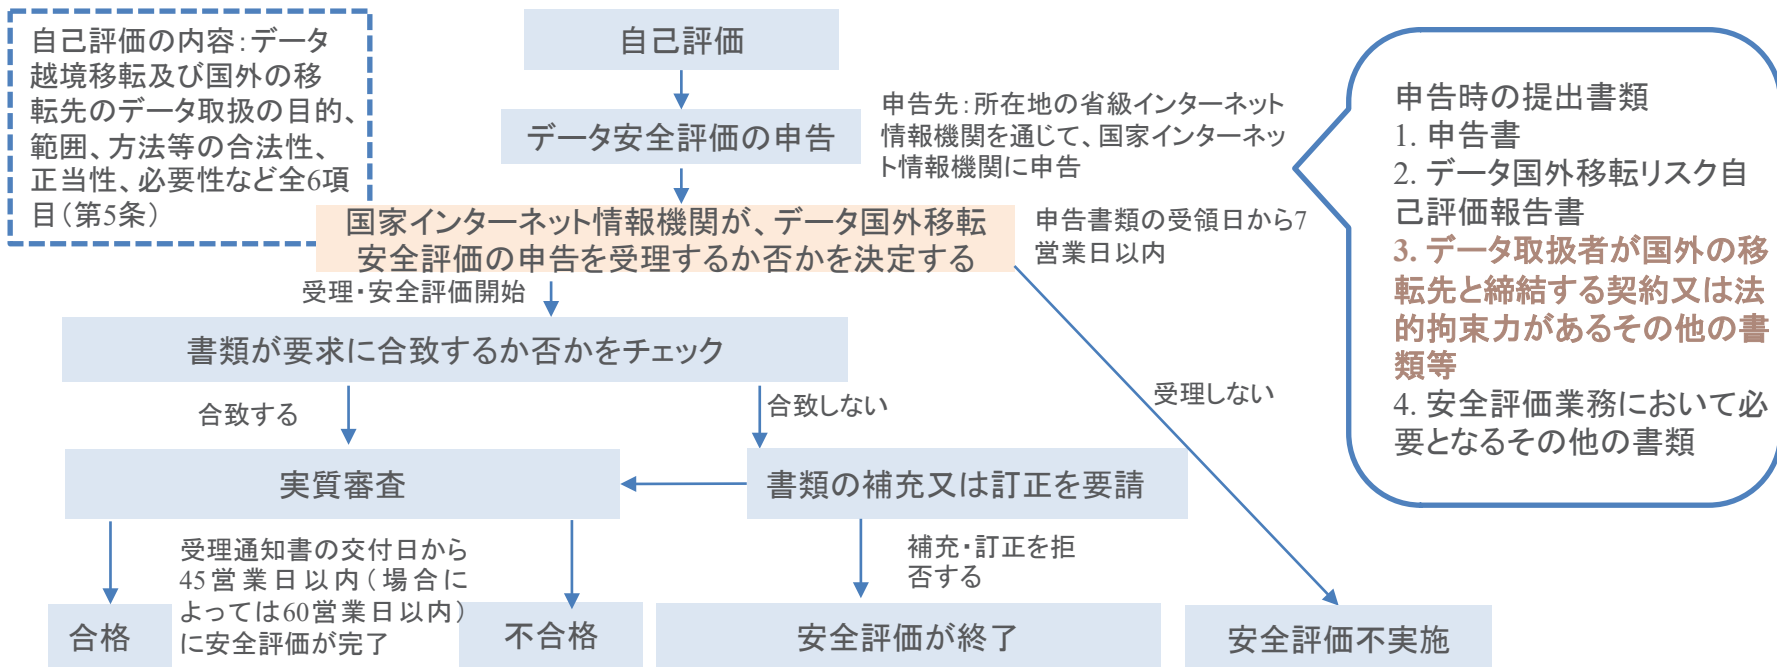 自己評価の内容：データ
越境移転及び国外の移
転先のデータ取扱の目的、
範囲、方法等の合法性、
正当性、必要性など全6項
目（第5条）
自己評価
データ安全評価の申告
申告先：所在地の省級インターネット
情報機関を通じて、国家インターネッ
ト情報機関に申告
国家インターネット情報機関が、データ国外移転
安全評価の申告を受理するか否かを決定する
申告書類の受領日から7
営業日以内
受理・安全評価開始
書類が要求に合致するか否かをチェック
合致する
合致しない
受理しない
実質審査
書類の補充又は訂正を要請
受理通知書の交付日から
45営業日以内（場合に
よっては60営業日以内）
に安全評価が完了
補充・訂正を拒
否する
合格
不合格
安全評価が終了
安全評価不実施
申告時の提出書類
1. 申告書
2. データ国外移転リスク自
己評価報告書
3. データ取扱者が国外の移
転先と締結する契約又は法
的拘束力があるその他の書
類等
4. 安全評価業務において必
要となるその他の書類